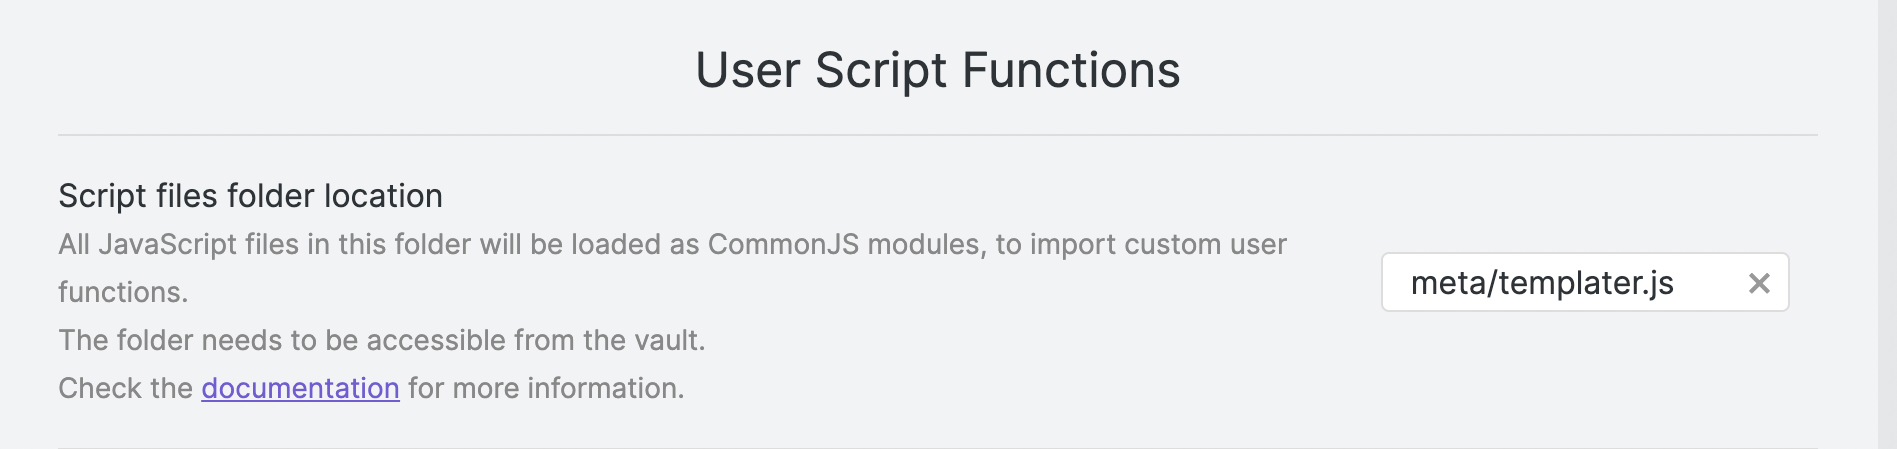 User Script Functions
Script files folder location
All JavaScript files in this folder will be loaded as CommonJS modules, to import custom user
functions.
meta/templater.js
The folder needs to be accessible from the vault.
Check the documentation for more information.